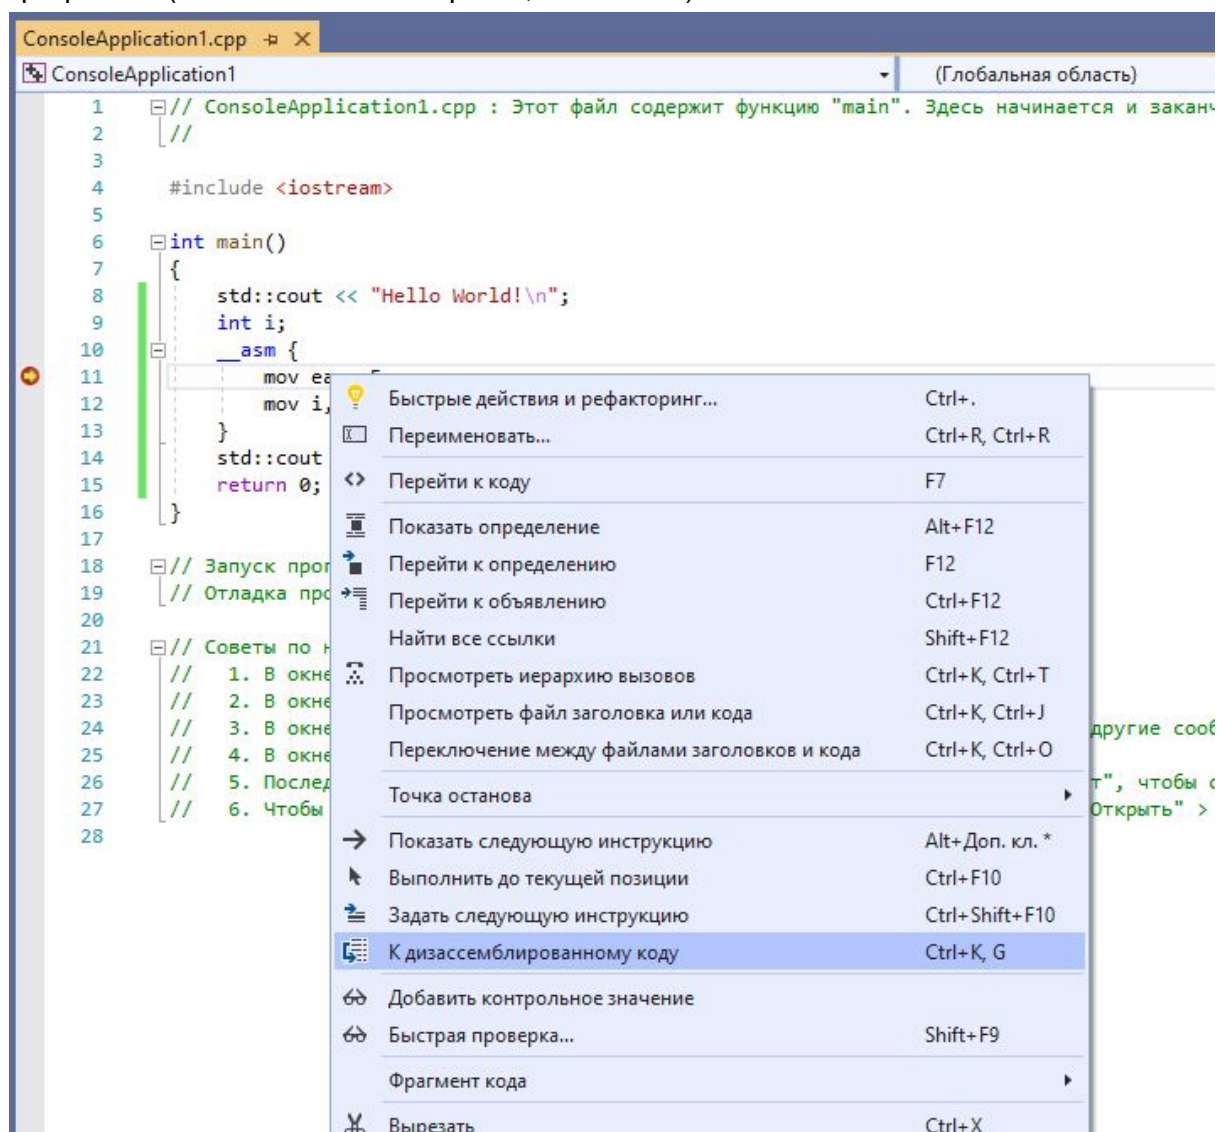 ConsoleApplication1.cpp
ConsoleApplication1 (Глобальная область)
1 // ConsoleApplication1.cpp : Этот файл содержит функцию "main". Здесь начинается и
2 //
3
4 #include <iostream>
5
6 int main()
7 {
8 std::cout << "Hello World!\n";
9 int i;
10 __asm {
11 mov
12 mov i,
13 }
14 std::cout
15 return 0;
16 }
17
18 // Запуск
19 // Отладка
20
21 // Советы по
22 // 1. В окне
23 // 2. В окне
24 // 3. В окне другие
25 // 4. В окне
26 // 5. чтобы
27 // 6. Чтобы Открыть" >
28
Быстрые действия и рефакторинг... Ctrl+.
Переименовать... Ctrl+R, Ctrl+R
Перейти к коду F7
Показать определение Alt+F12
Перейти к определению F12
Перейти к объявлению Ctrl+F12
Найти все ссылки Shift+F12
Просмотреть иерархию вызовов Ctrl+K, Ctrl+T
Просмотреть файл заголовка или кода Ctrl+K, Ctrl+J
Переключение между файлами заголовков и кода Ctrl+K, Ctrl+O
Точка останова
Показать следующую инструкцию Alt+Доп. кл. *
Выполнить до текущей позиции Ctrl+F10
Задать следующую инструкцию Ctrl+Shift+F10
К дизассемблированному коду Ctrl+K, G
Добавить контрольное значение
Быстрая проверка... Shift+F9
Фрагмент кода
Вырезать Ctrl+X